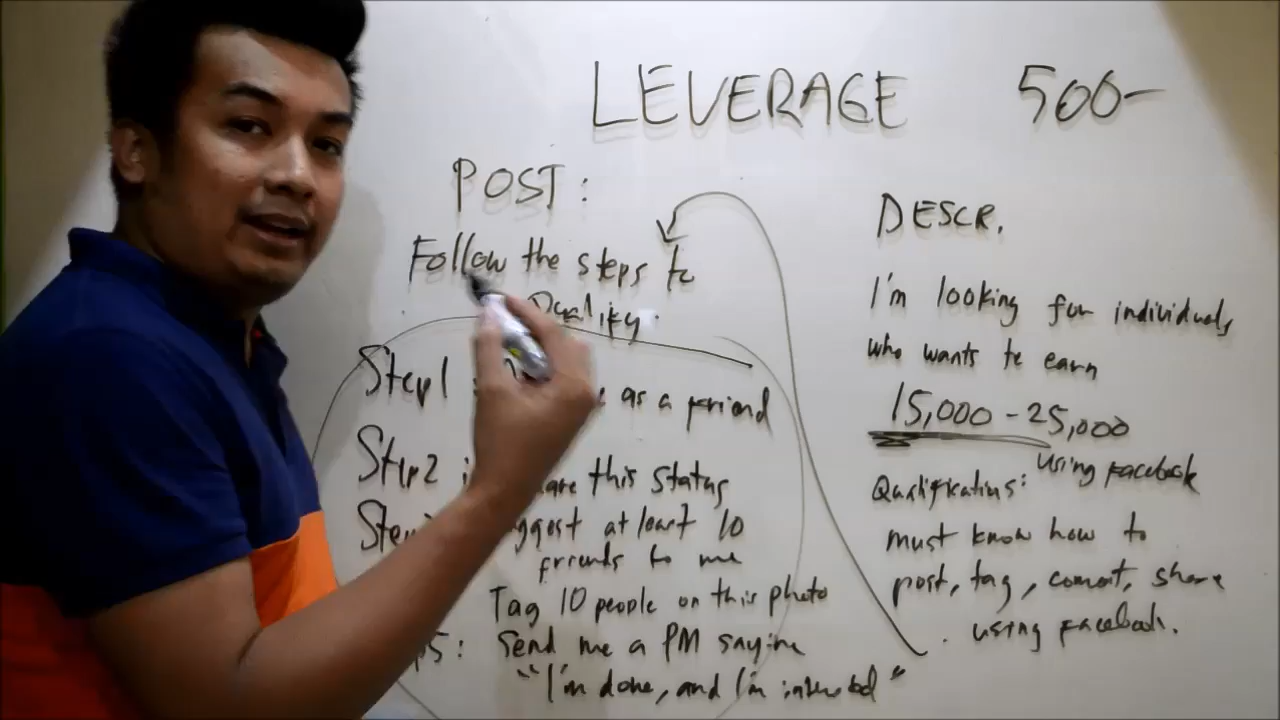 LEVERAGE 500-
POST:
Follow the steps to
Qualify.
Step1 as a friend
Step2 this status
at least 10
friends to me
Tag 10 people on this photo
Send me a PM saying
"I'm done, and I'm interested"
DESCR.
I'm looking for individuals
who wants to earn
15,000 - 25,000
using facebook
Qualifications:
must know how to
post, tag, comment, share
using facebook.